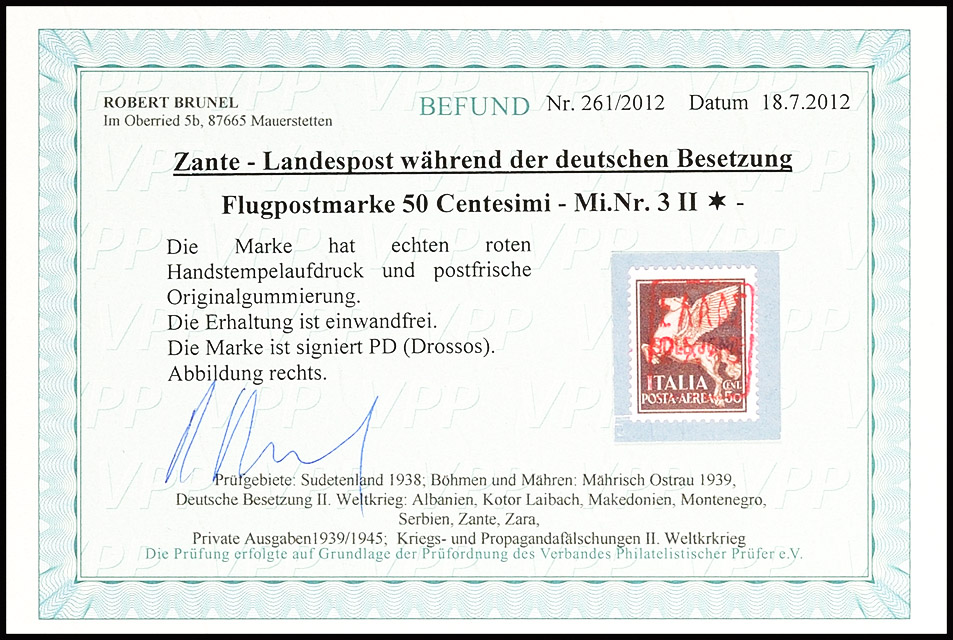 ROBERT BRUNEL
Im Oberried 5b, 87665 Mauerstetten
BEFUND Nr. 261/2012 Datum 18.7.2012
Zante - Landespost während der deutschen Besetzung
Flugpostmarke 50 Centesimi - Mi.Nr. 3 II ✶ -
Die Marke hat echten roten
Handstempelaufdruck und postfrische
Originalgummierung.
Die Erhaltung ist einwandfrei.
Die Marke ist signiert PD (Drossos).
Abbildung rechts.
ITALIA
CENT.
POSTA-AEREA 50
Prüfgebiete: Sudetenland 1938; Böhmen und Mähren: Mährisch Ostrau 1939,
Deutsche Besetzung II. Weltkrieg: Albanien, Kotor Laibach, Makedonien, Montenegro,
Serbien, Zante, Zara,
Private Ausgaben1939/1945; Kriegs- und Propagandafälschungen II. Weltkrkrieg
Die Prüfung erfolgte auf Grundlage der Prüfordnung des Verbandes Philatelistischer Prüfer e.V.